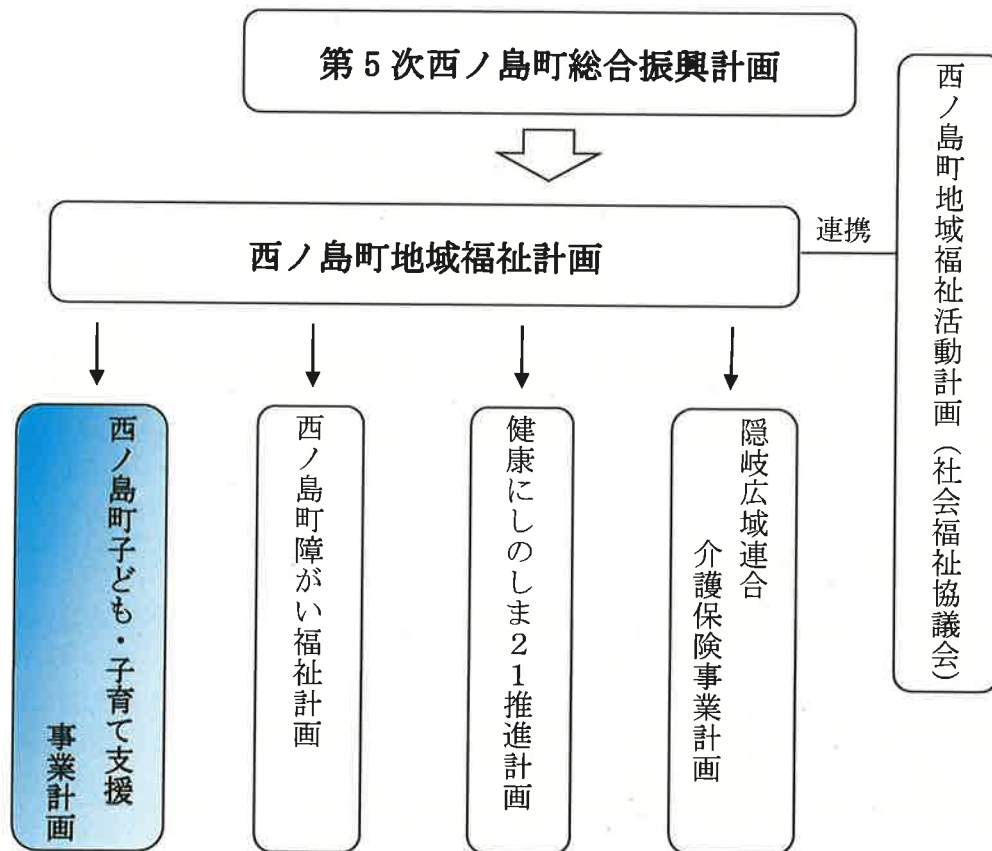 第5次西ノ島町総合振興計画
西ノ島町地域福祉計画
連携
西ノ島町地域福祉活動計画（社会福祉協議会）
西ノ島町子ども・子育て支援
事業計画
西ノ島町障がい福祉計画
健康にしのしま21推進計画
隠岐広域連合
介護保険事業計画